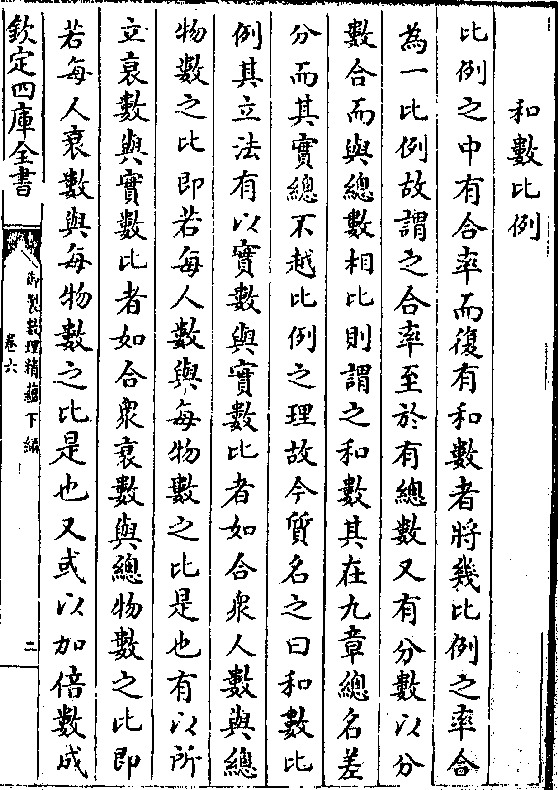 和數比例
比例之中有合率而復有和數者將幾比例之率合
為一比例故謂之合率至於有總數又有分數以分
數合而與總數相比則謂之和數其在九章總名差
分而其實總不越比例之理故今質名之曰和數比
例其立法有以實數與實數比者如合衆人數與總
物數之比即若每人數與每物數之比是也有以所
立衰數與實數比者如合衆衰數與總物數之比即
若每人衰數與每物數之比是也又或以加倍數成
欽定四庫全書
御製數理精蘊下編
卷六
二